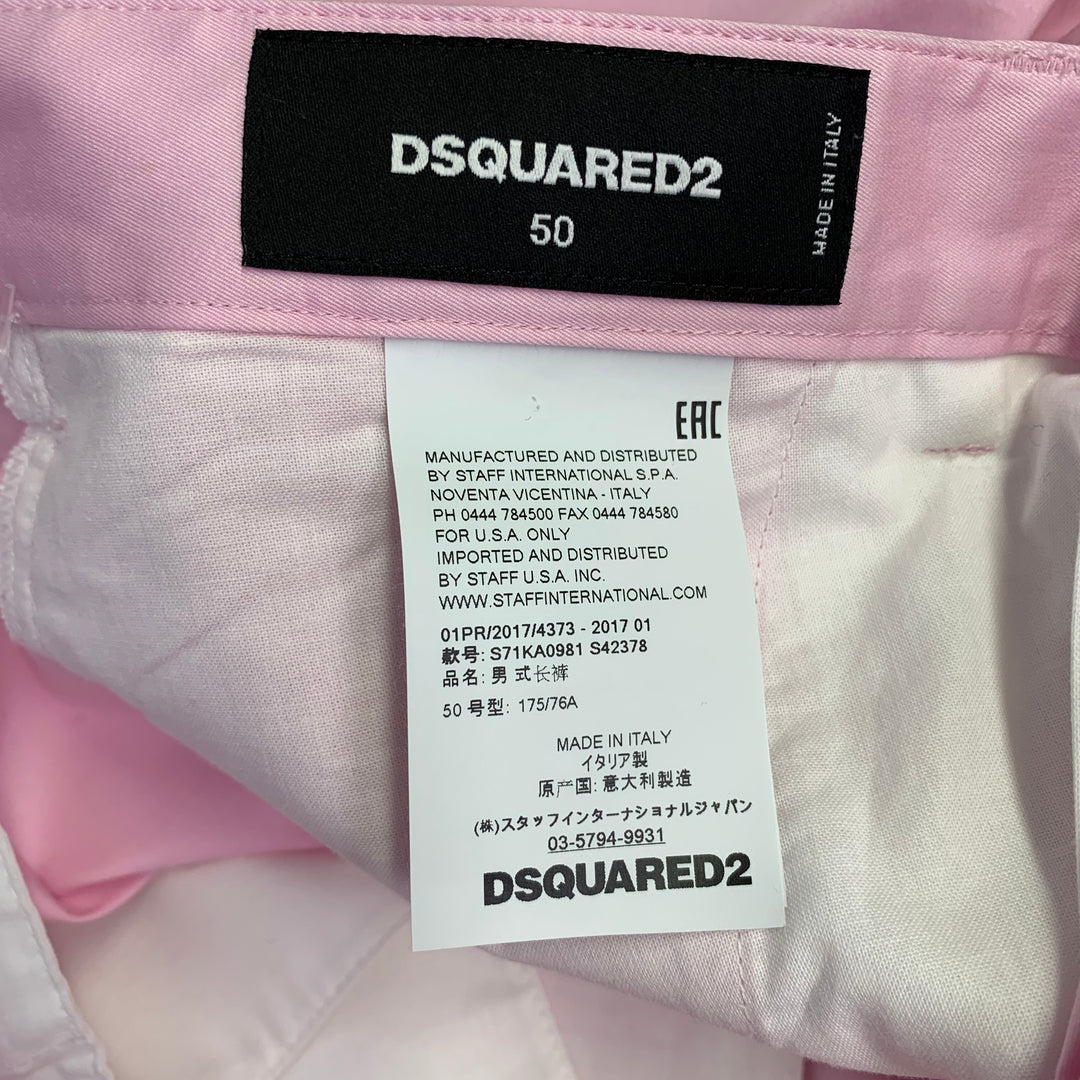 DSQUARED2
50
MADE IN ITALY
EAC
MANUFACTURED AND DISTRIBUTED
BY STAFF INTERNATIONAL S.P.A.
NOVENTA VICENTINA - ITALY
PH 0444 784500 FAX 0444 784580
FOR U.S.A. ONLY
IMPORTED AND DISTRIBUTED
BY STAFF U.S.A. INC.
WWW.STAFFINTERNATIONAL.COM
01PR/2017/4373 - 2017 01
款号: S71KA0981 S42378
品名: 男 式长裤
50 号型: 175/76A
MADE IN ITALY
イタリア製
原产国: 意大利製造
(株)スタッフインターナショナルジャパン
03-5794-9931
DSQUARED2